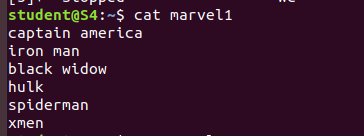 student@S4:~$ cat marvel1
captain america
iron man
black widow
hulk
spiderman
xmen